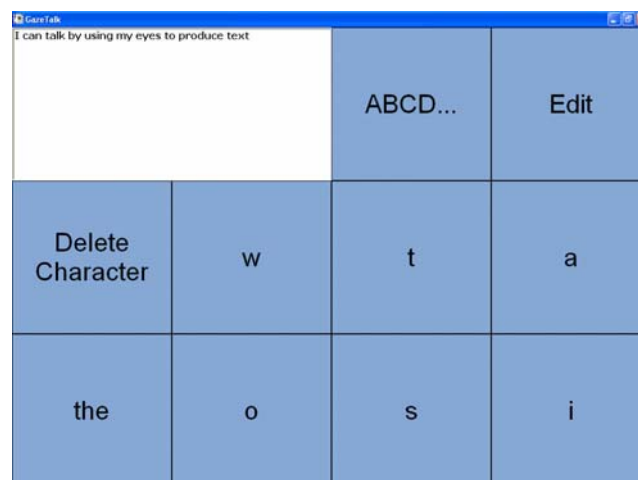 GazeTalk
I can talk by using my eyes to produce text
ABCD...
Edit
Delete
Character
w
t
a
the
o
s
i